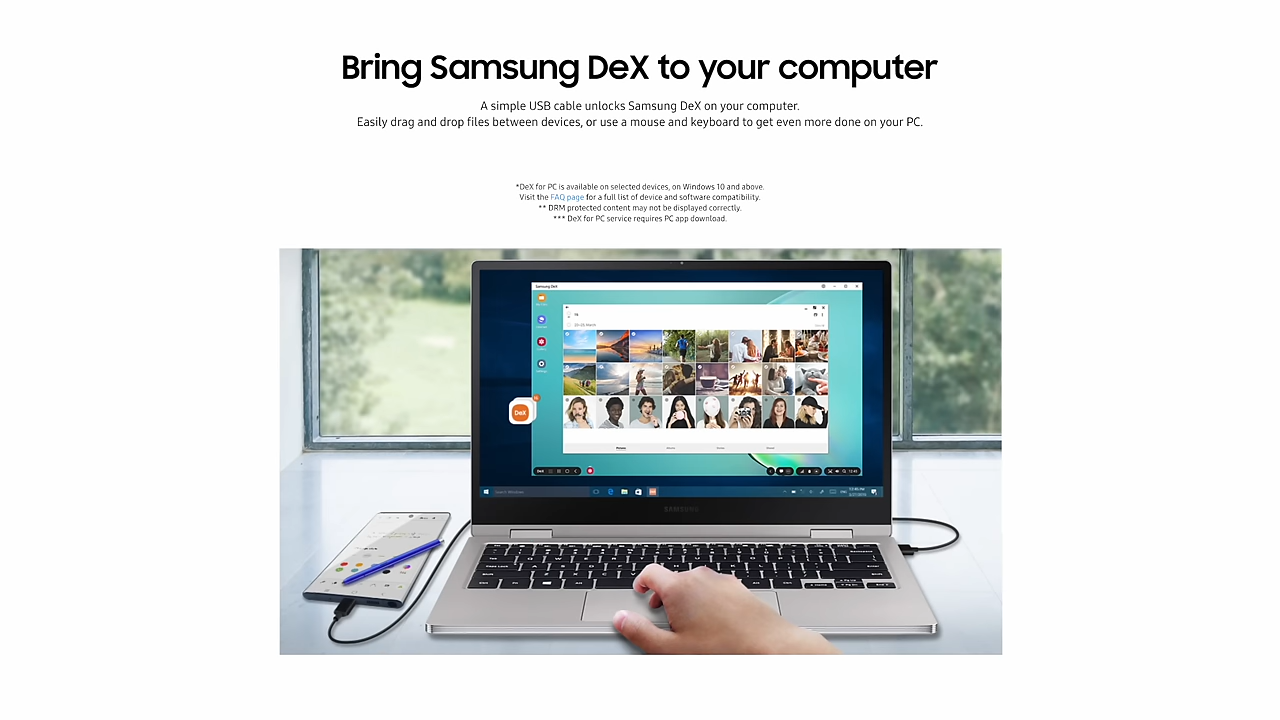 Bring Samsung DeX to your computer
A simple USB cable unlocks Samsung DeX on your computer.
Easily drag and drop files between devices, or use a mouse and keyboard to get even more done on your PC.
*DeX for PC is available on selected devices, on Windows 10 and above.
Visit the FAQ page for a full list of device and software compatibility.
** DRM protected content may not be displayed correctly.
*** DeX for PC service requires PC app download.
Samsung DeX
DeX
DeX
Search Windows
SAMSUNG